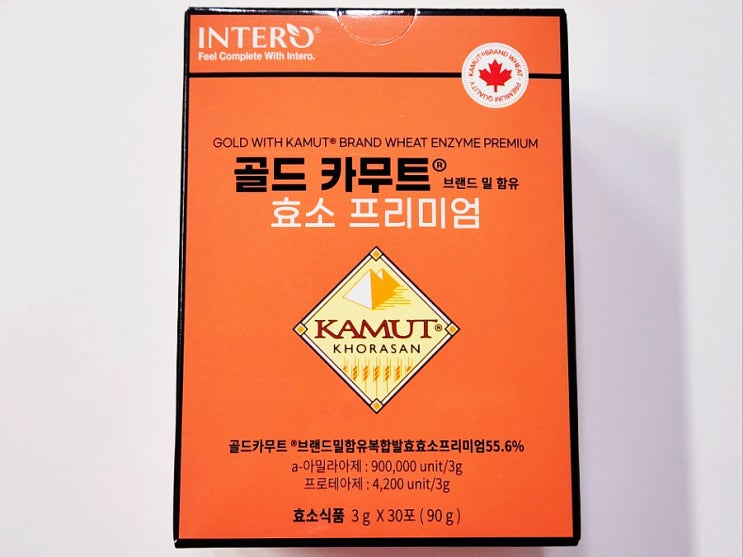 INTERO®
Feel Complete With Intero.
KAMUT®BRAND WHEAT · PREMIUM QUALITY ·
GOLD WITH KAMUT® BRAND WHEAT ENZYME PREMIUM
골드 카무트® 브랜드 밀 함유
효소 프리미엄
KAMUT®
KHORASAN
골드카무트 ®브랜드밀함유복합발효효소프리미엄55.6%
a-아밀라아제 : 900,000 unit/3g
프로테아제 : 4,200 unit/3g
효소식품 3 g X 30포 ( 90 g )